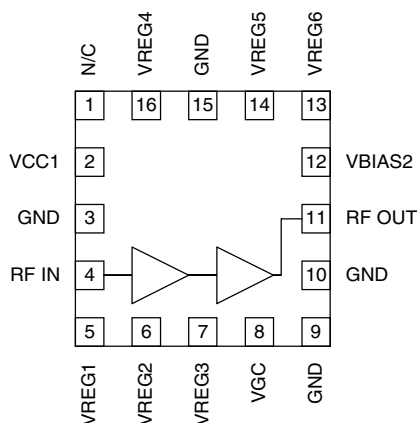 N/C
VREG4
GND
VREG5
VREG6
1
16
15
14
13
VCC1
2
12
VBIAS2
GND
3
11
RF OUT
RF IN
4
10
GND
5
6
7
8
9
VREG1
VREG2
VREG3
VGC
GND